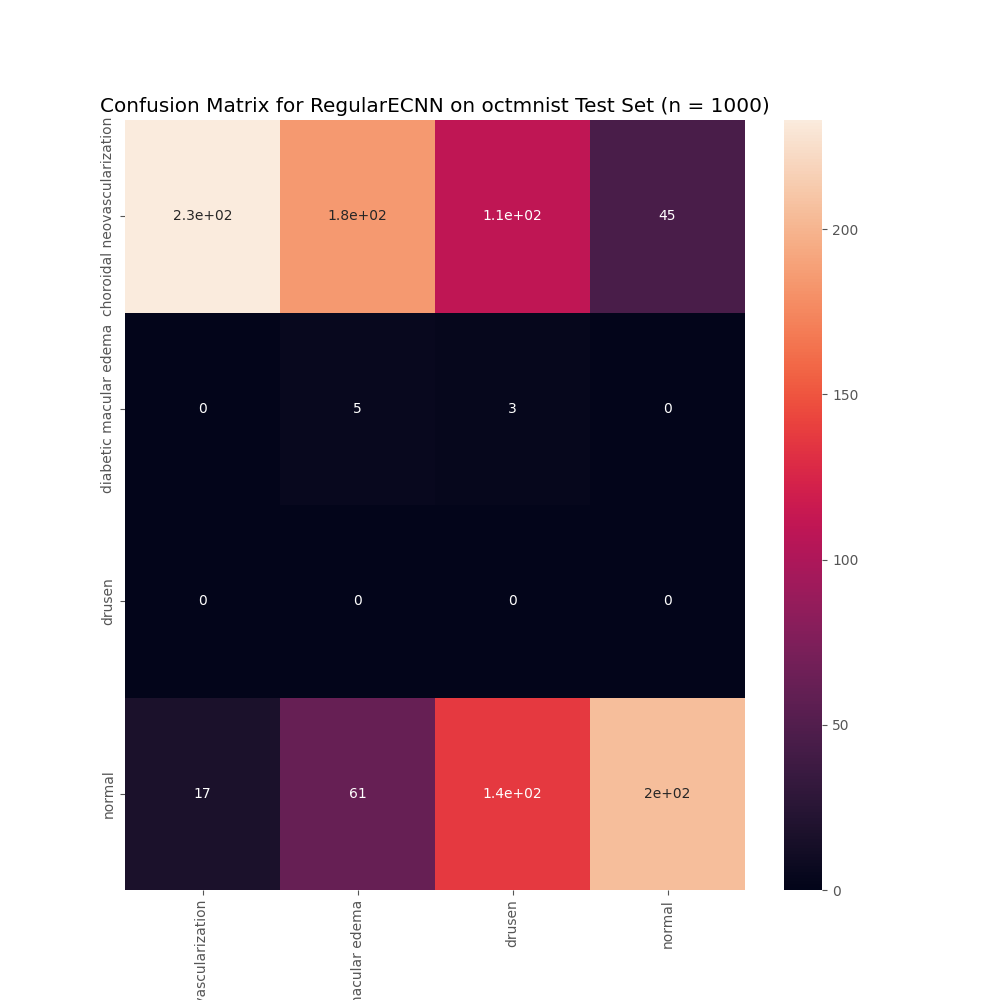 Confusion Matrix for RegularECNN on octmnist Test Set (n = 1000)
choroidal neovascularization
2.3e+02 1.8e+02 1.1e+02 45
diabetic macular edema
0 5 3 0
drusen
0 0 0 0
normal
17 61 1.4e+02 2e+02
vascularization
macular edema
drusen
normal
200
150
100
50
0